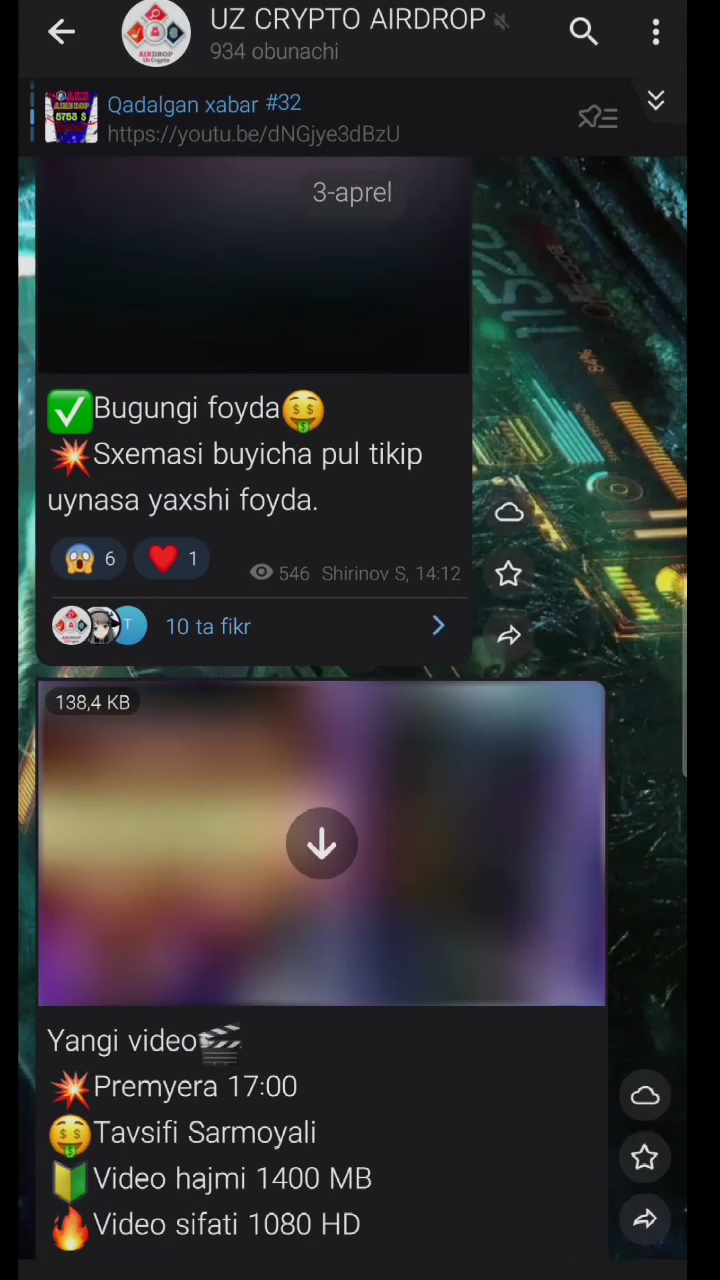 UZ CRYPTO AIRDROP
934 obunachi
Qadalgan xabar #32
https://youtu.be/dNGjye3dBzU
3-aprel
✅Bugungi foyda🤑
💥Sxemasi buyicha pul tikip
uynasa yaxshi foyda.
😱 6 ❤️ 1 546 Shirinov S, 14:12
T 10 ta fikr
138,4 KB
Yangi video🎬
💥Premyera 17:00
🤑Tavsifi Sarmoyali
🔰Video hajmi 1400 MB
🔥Video sifati 1080 HD